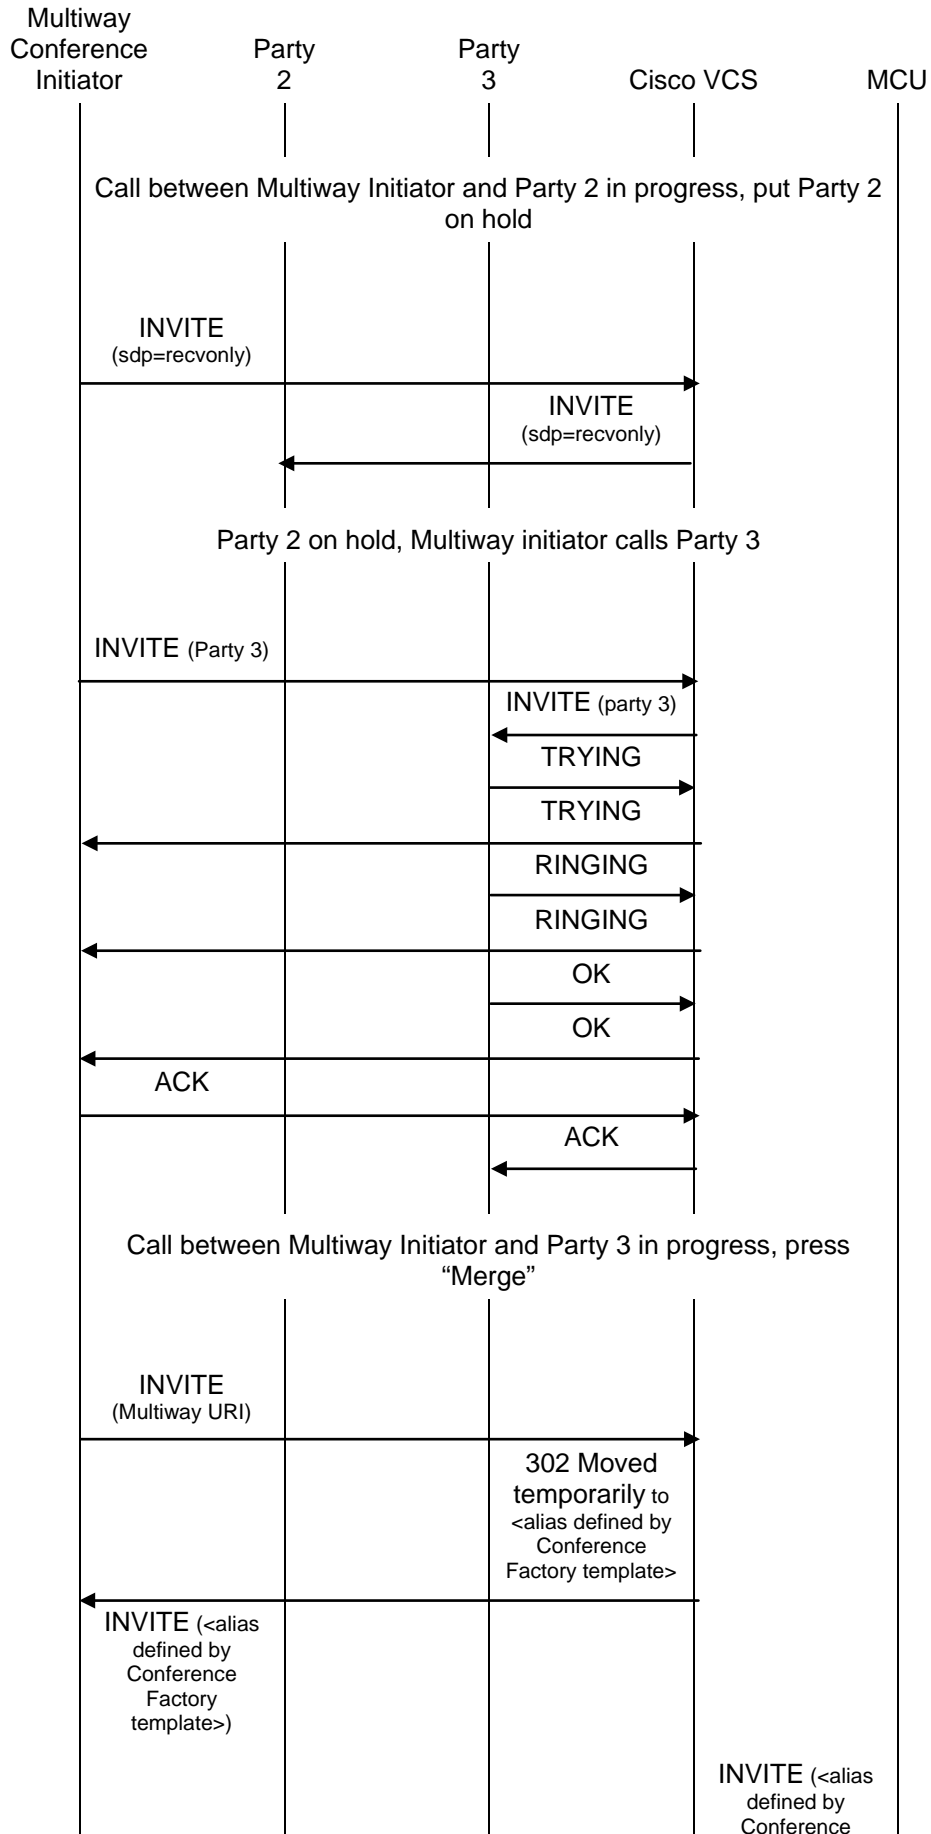 Multiway
Conference
Initiator
Party
2
Party
3
Cisco VCS
MCU
Call between Multiway Initiator and Party 2 in progress, put Party 2
on hold
INVITE
(sdp=recvonly)
INVITE
(sdp=recvonly)
Party 2 on hold, Multiway initiator calls Party 3
INVITE (Party 3)
INVITE (party 3)
TRYING
TRYING
RINGING
RINGING
OK
OK
ACK
ACK
Call between Multiway Initiator and Party 3 in progress, press
“Merge”
INVITE
(Multiway URI)
302 Moved
temporarily to
<alias defined by
Conference
Factory template>
INVITE (<alias
defined by
Conference
Factory
template>)
INVITE (<alias
defined by
Conference